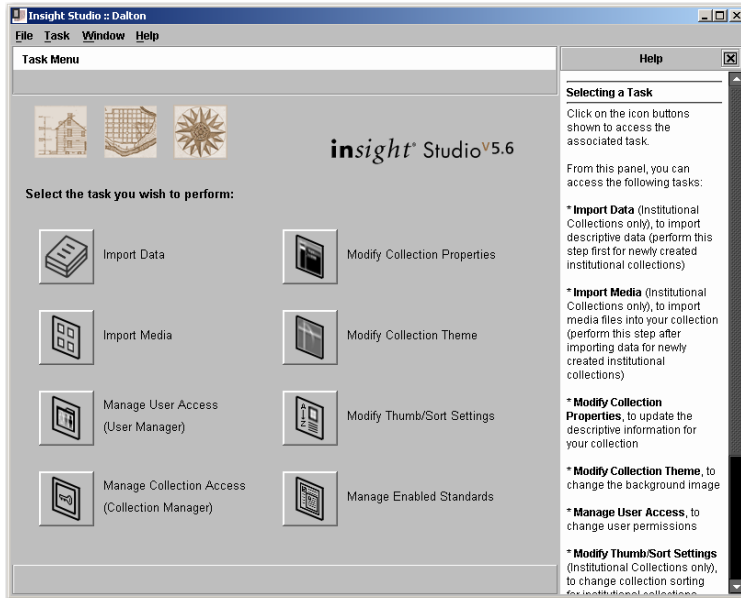 Insight Studio :: Dalton
File Task Window Help
Task Menu
insight® Studio V5.6
Select the task you wish to perform:
Import Data
Modify Collection Properties
Import Media
Modify Collection Theme
Manage User Access
(User Manager)
Modify Thumb/Sort Settings
Manage Collection Access
(Collection Manager)
Manage Enabled Standards
Help
Selecting a Task
Click on the icon buttons
shown to access the
associated task.
From this panel, you can
access the following tasks:
* Import Data (Institutional
Collections only), to import
descriptive data (perform this
step first for newly created
institutional collections)
* Import Media (Institutional
Collections only), to import
media files into your collection
(perform this step after
importing data for newly
created institutional
collections)
* Modify Collection
Properties, to update the
descriptive information for
your collection
* Modify Collection Theme, to
change the background image
* Manage User Access, to
change user permissions
* Modify Thumb/Sort Settings
(Institutional Collections only),
to change collection sorting
for institutional collections